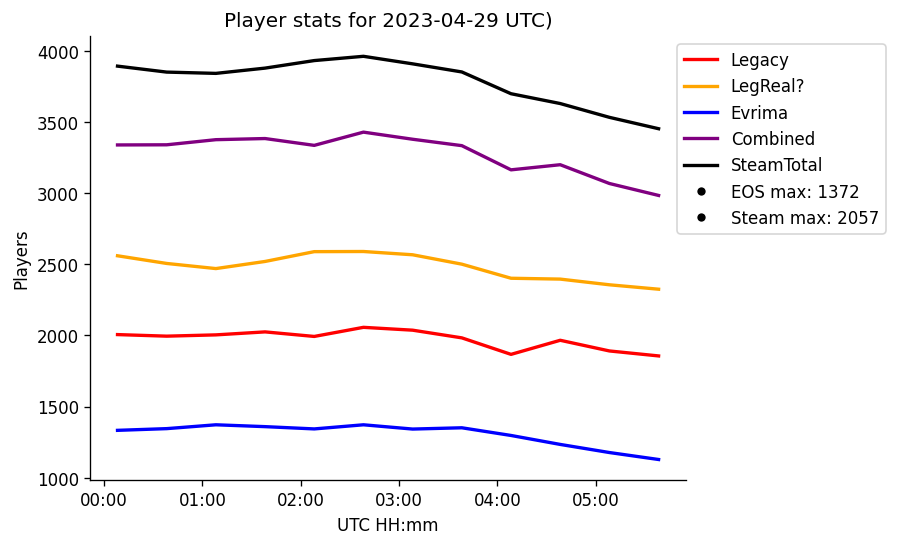 Player stats for 2023-04-29 UTC)
4000
3500
3000
2500
2000
1500
1000
Players
00:00 01:00 02:00 03:00 04:00 05:00
UTC HH:mm
Legacy
LegReal?
Evrima
Combined
SteamTotal
EOS max: 1372
Steam max: 2057